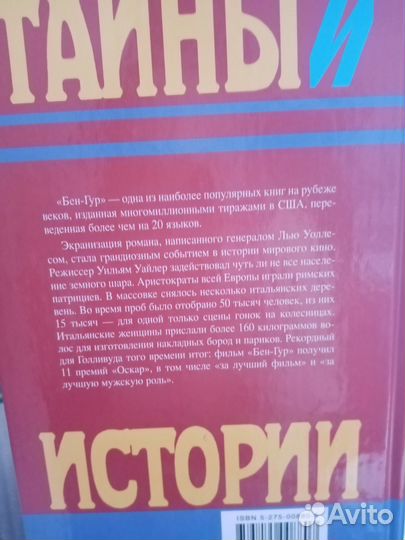 ТАЙНЫ И
«Бен-Гур» — одна из наиболее популярных книг на рубеже
веков, изданная многомиллионными тиражами в США, пере-
веденная более чем на 20 языков.
Экранизация романа, написанного генералом Лью Уолле-
сом, стала грандиозным событием в истории мирового кино.
Режиссер Уильям Уайлер задействовал чуть ли не все насе-
ление земного шара. Аристократы всей Европы играли римских
патрициев. В массовке снялось несколько итальянских дере-
вень. Во время проб было отобрано 50 тысяч человек, из них
15 тысяч — для одной только сцены гонок на колесницах.
Итальянские женщины прислали более 160 килограммов во-
лос для изготовления накладных бород и париков. Рекордный
для Голливуда того времени итог: фильм «Бен-Гур» получил
11 премий «Оскар», в том числе «за лучший фильм» и «за
лучшую мужскую роль».
ИСТОРИИ
ISBN 5-275-008
Avito